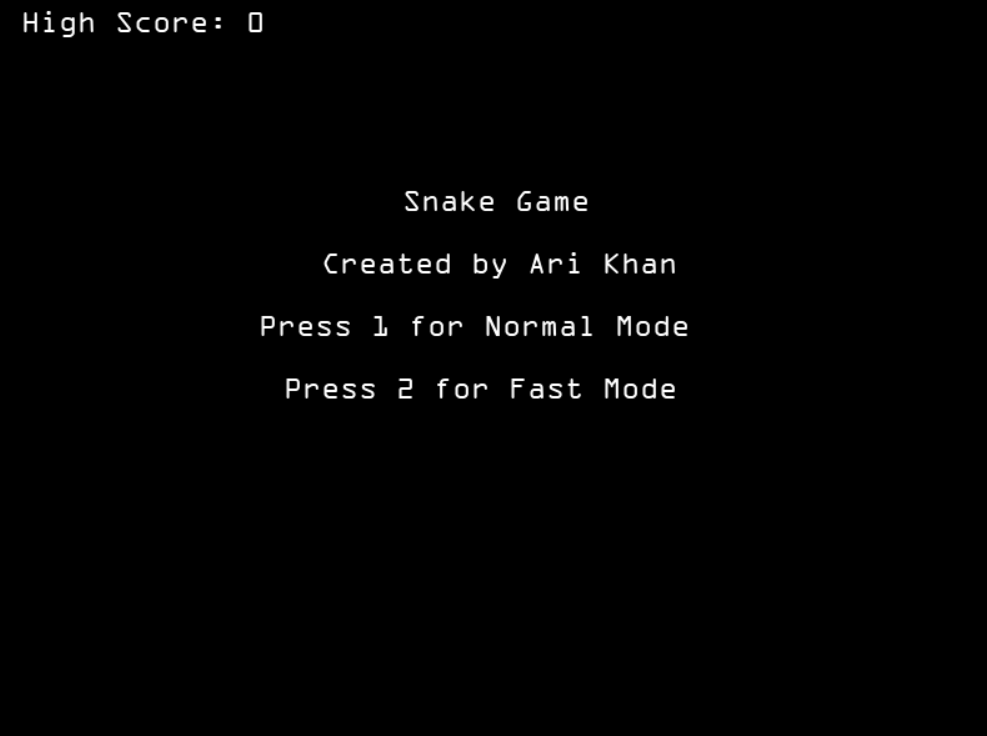 High Score: 0
Snake Game
Created by Ari Khan
Press 1 for Normal Mode
Press 2 for Fast Mode